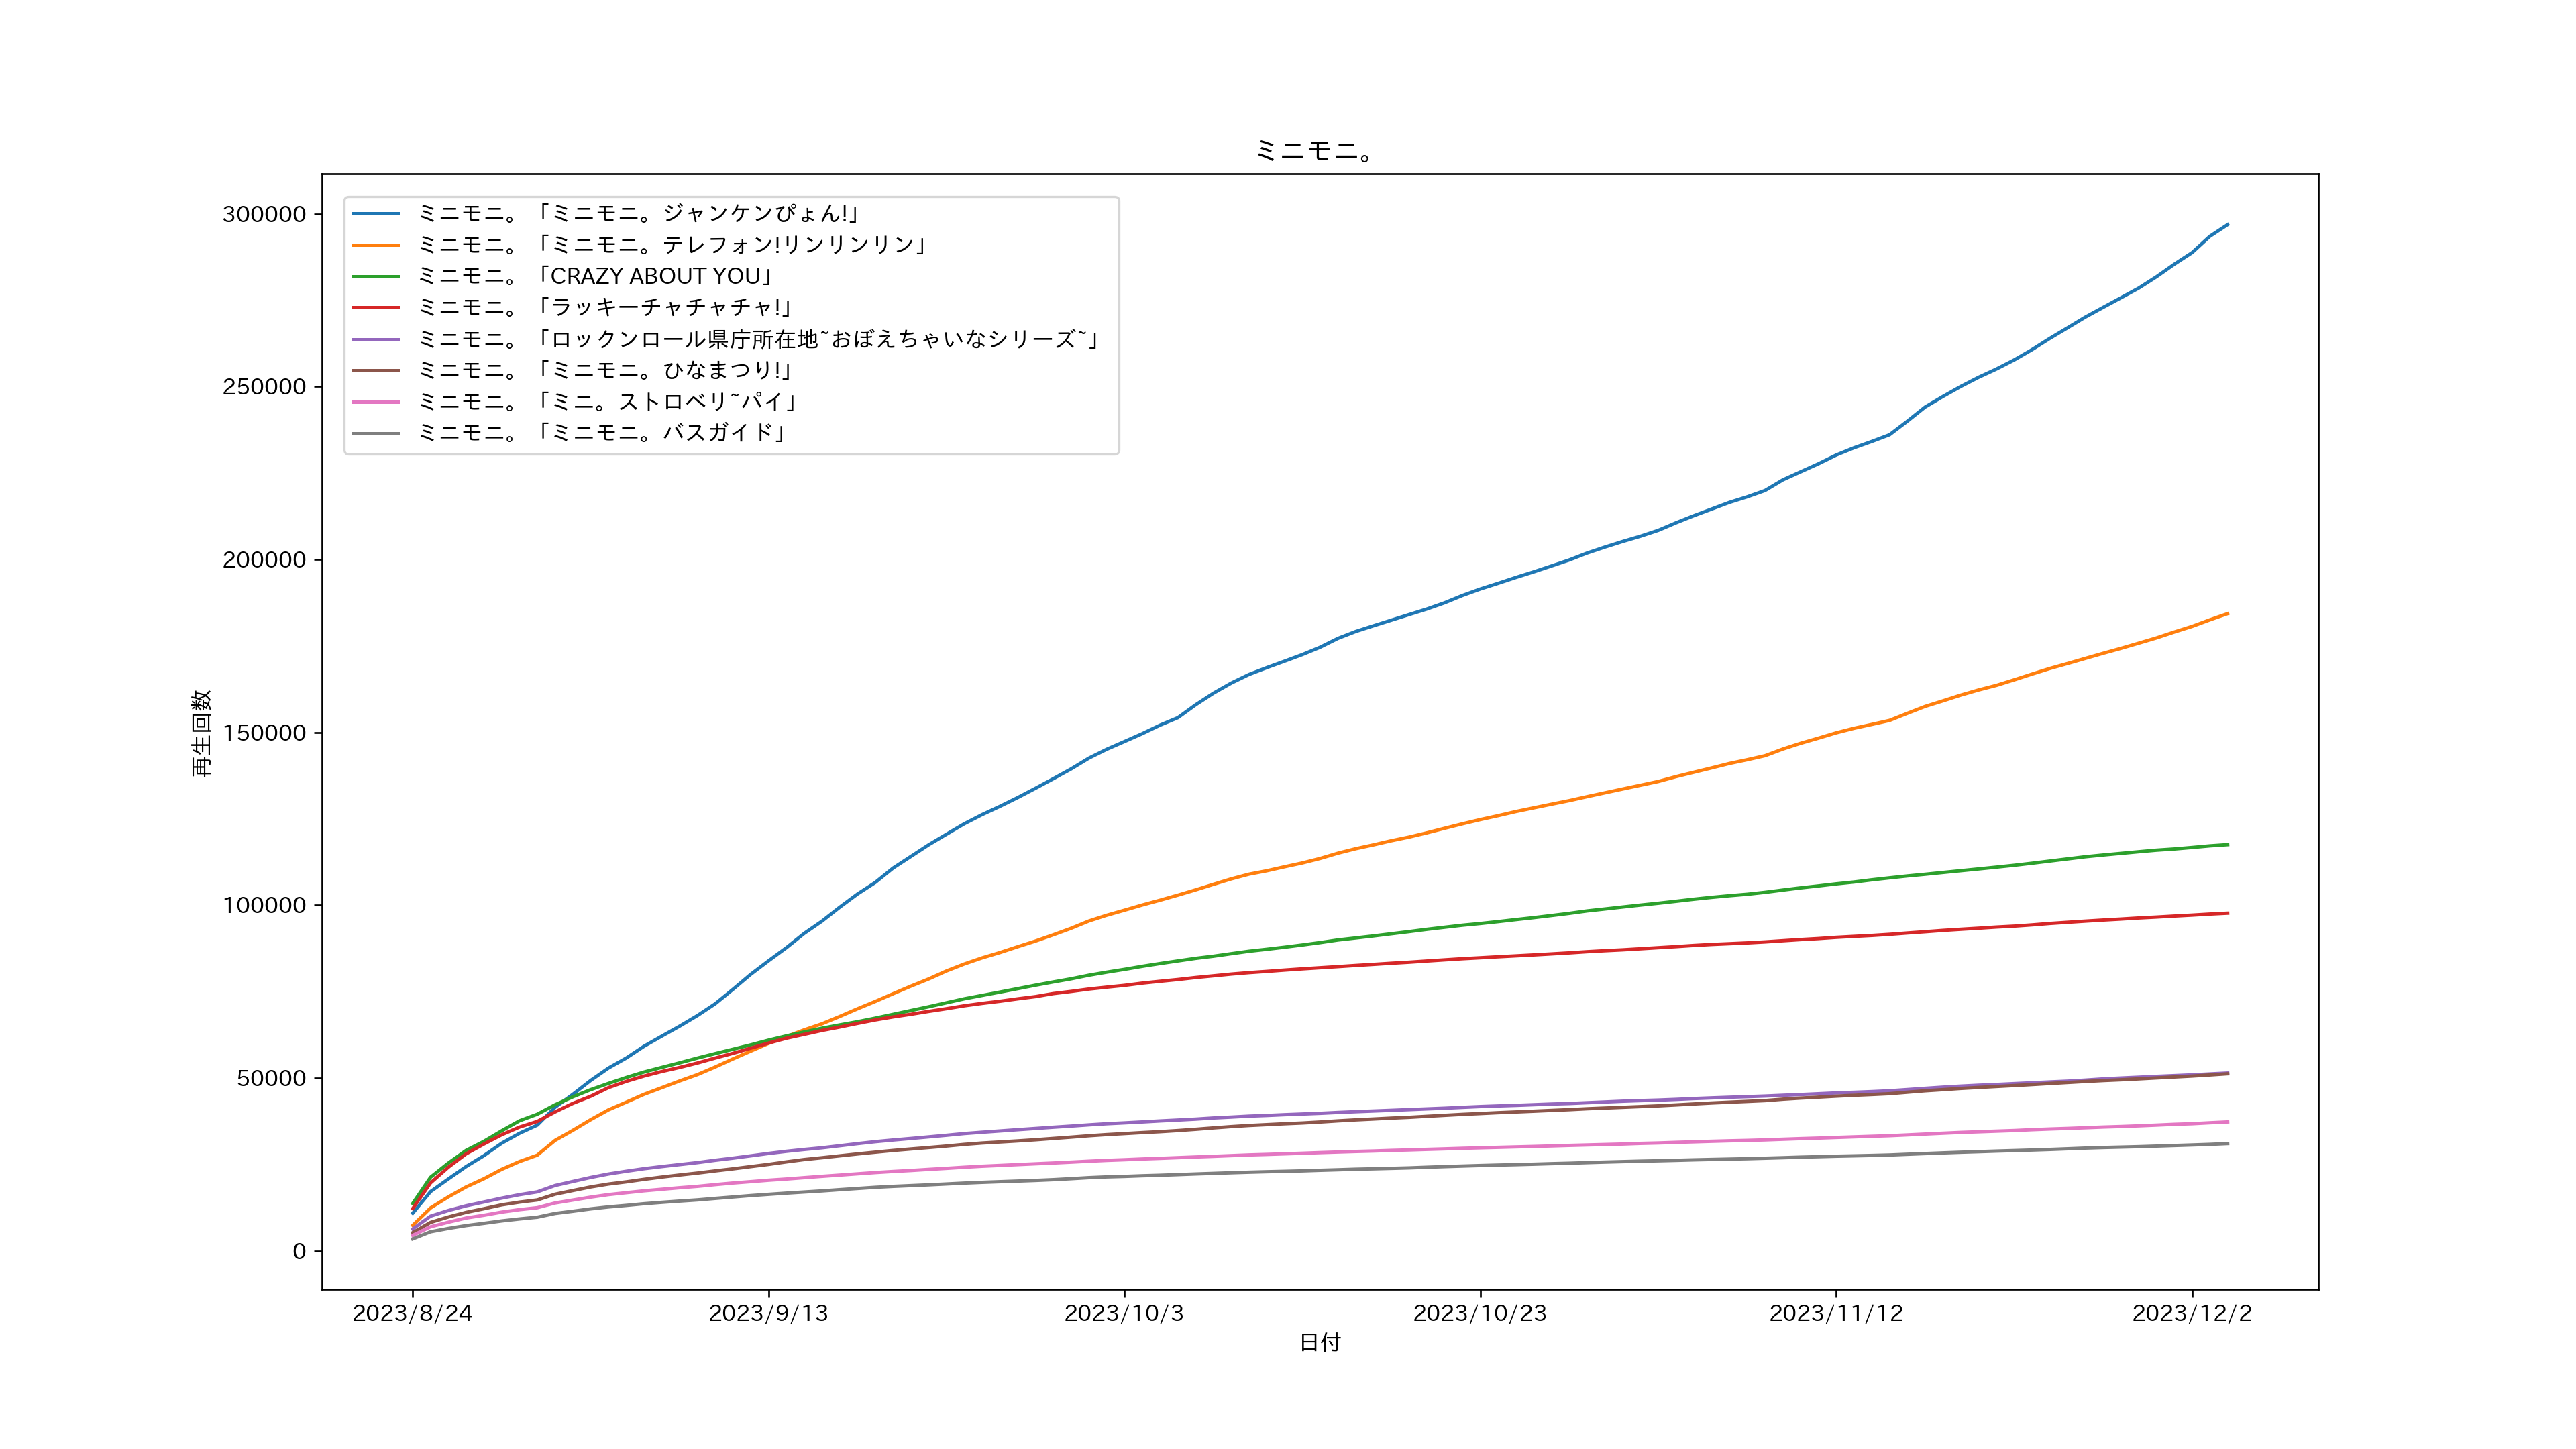 ミニモニ。
300000
250000
200000
150000
100000
50000
0
再生回数
ミニモニ。「ミニモニ。ジャンケンぴょん!」
ミニモニ。「ミニモニ。テレフォン!リンリンリン」
ミニモニ。「CRAZY ABOUT YOU」
ミニモニ。「ラッキーチャチャチャ!」
ミニモニ。「ロックンロール県庁所在地~おぼえちゃいなシリーズ~」
ミニモニ。「ミニモニ。ひなまつり!」
ミニモニ。「ミニ。ストロベリ~パイ」
ミニモニ。「ミニモニ。バスガイド」
2023/8/24
2023/9/13
2023/10/3
2023/10/23
2023/11/12
2023/12/2
日付